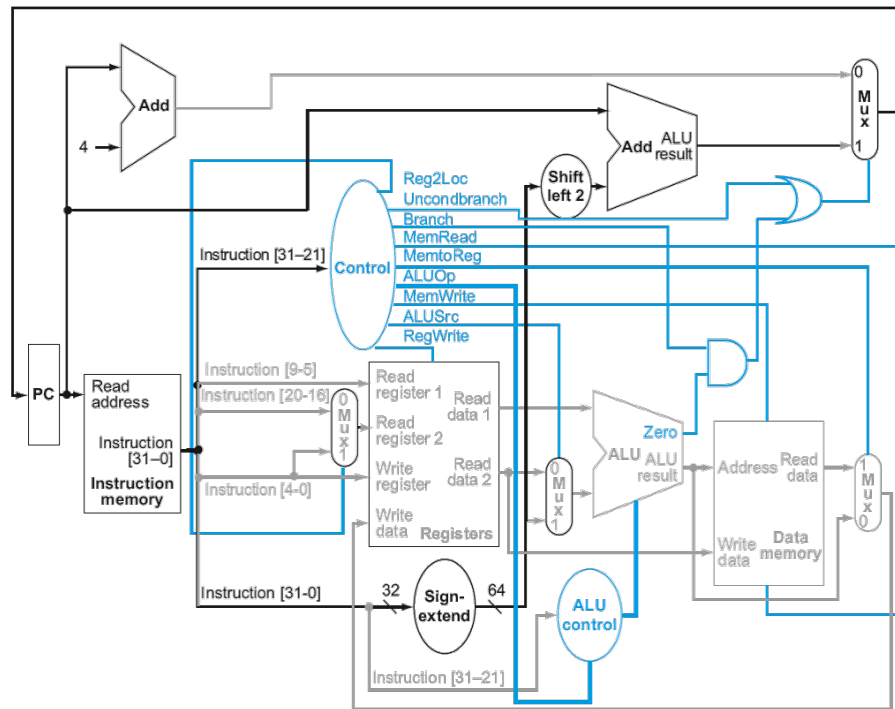 0
M
u
x
1
Add
4
Add
ALU
result
Shift
left 2
Reg2Loc
Uncondbranch
Branch
MemRead
MemtoReg
ALUOp
MemWrite
ALUSrc
RegWrite
Instruction [31–21]
Control
PC
Read
address
Instruction
[31–0]
Instruction
memory
Instruction [9-5]
Instruction [20-16]
Instruction [4-0]
0
M
u
x
1
Read
register 1
Read
register 2
Write
register
Write
data
Read
data 1
Read
data 2
Registers
0
M
u
x
1
Zero
ALU
ALU
result
Address
Read
data
Write
data
Data
memory
1
M
u
x
0
Instruction [31-0]
32
Sign-
extend
64
ALU
control
Instruction [31–21]